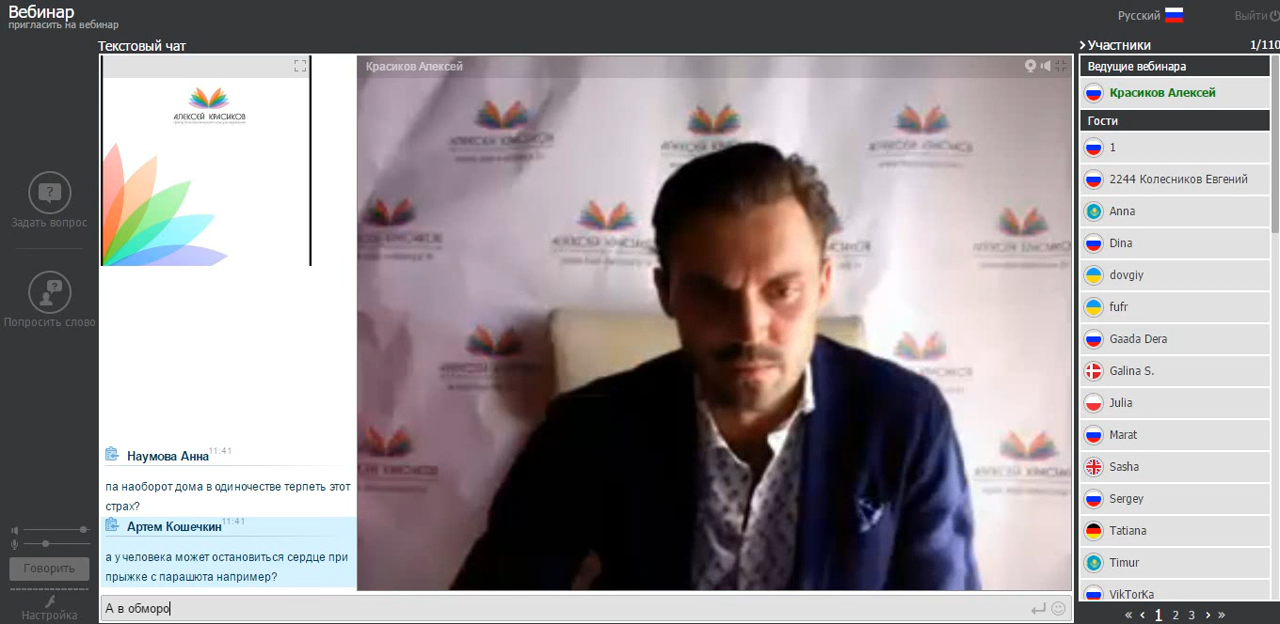 Вебинар
пригласить на вебинар
Русский
Выйти
Текстовый чат
АЛЕКСЕЙ КРАСИКОВ
Задать вопрос
Попросить слово
Наумова Анна 11:41
па наоборот дома в одиночестве терпеть этот
страх?
Артем Кошечкин 11:41
а у человека может остановиться сердце при
прыжке с парашюта например?
Говорить
Настройка
А в обморо
Красиков Алексей
Участники 1/110
Ведущие вебинара
Красиков Алексей
Гости
1
2244 Колесников Евгений
Anna
Dina
dovgiy
fufr
Gaada Dera
Galina S.
Julia
Marat
Sasha
Sergey
Tatiana
Timur
VikTorKa
« ‹ 1 2 3 › »